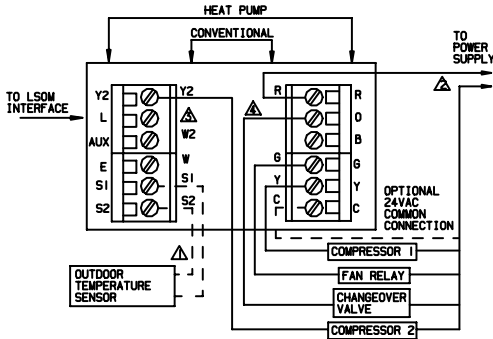 HEAT PUMP
CONVENTIONAL
TO
POWER
SUPPLY
2
TO LSOM
INTERFACE
Y2 Y2
L
AUX W2
E W
S1 S1
S2 S2
3
4
R R
O
B
G G
Y Y
C C
OPTIONAL
24VAC
COMMON
CONNECTION
1
OUTDOOR
TEMPERATURE
SENSOR
COMPRESSOR 1
FAN RELAY
CHANGEOVER
VALVE
COMPRESSOR 2